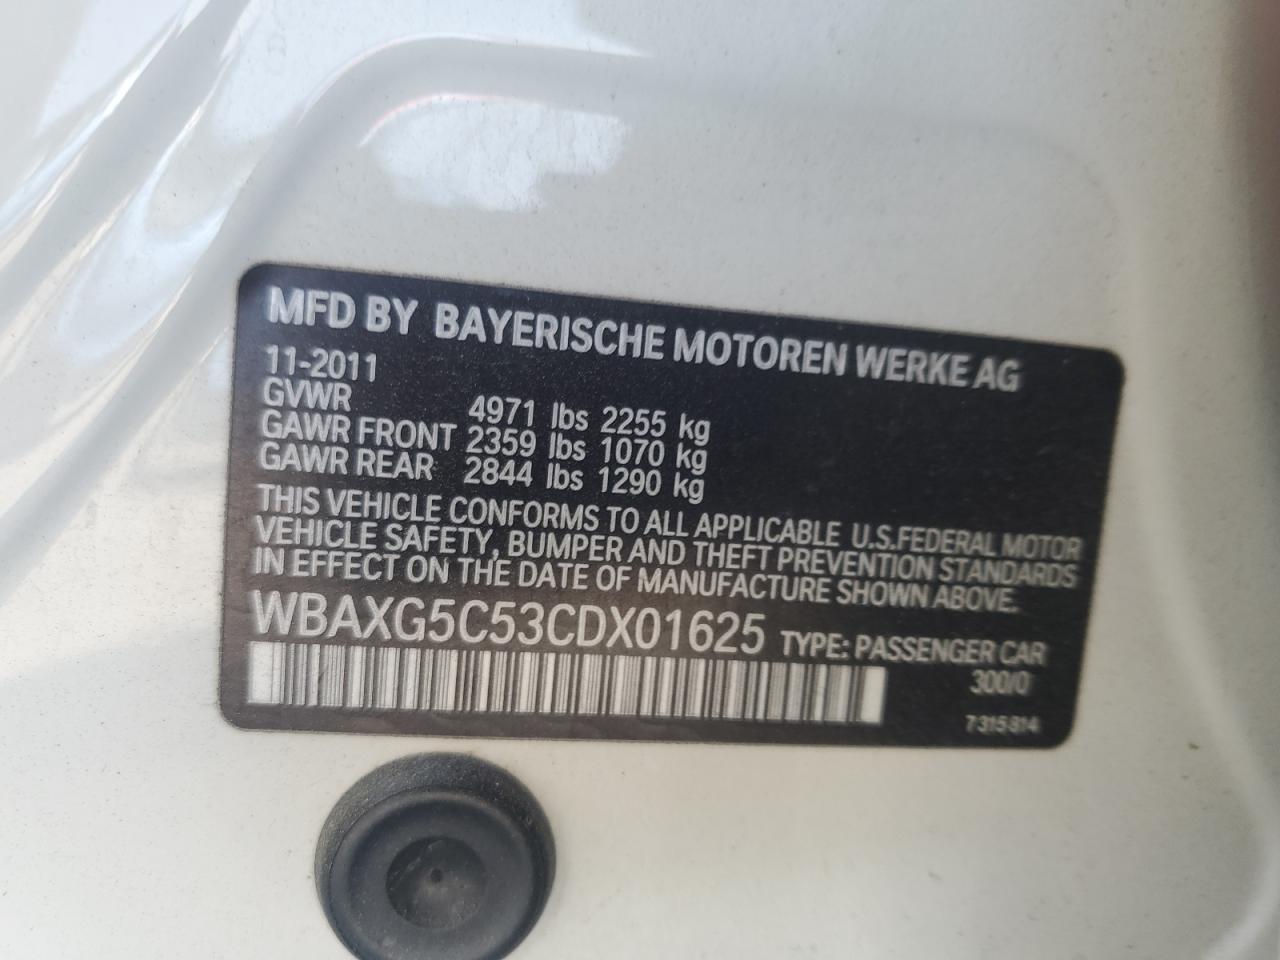 MFD BY BAYERISCHE MOTOREN WERKE AG
11-2011
GVWR 4971 lbs 2255 kg
GAWR FRONT 2359 lbs 1070 kg
GAWR REAR 2844 lbs 1290 kg
THIS VEHICLE CONFORMS TO ALL APPLICABLE U.S.FEDERAL MOTOR
VEHICLE SAFETY, BUMPER AND THEFT PREVENTION STANDARDS
IN EFFECT ON THE DATE OF MANUFACTURE SHOWN ABOVE.
WBAXG5C53CDX01625 TYPE: PASSENGER CAR
300/0
7315814